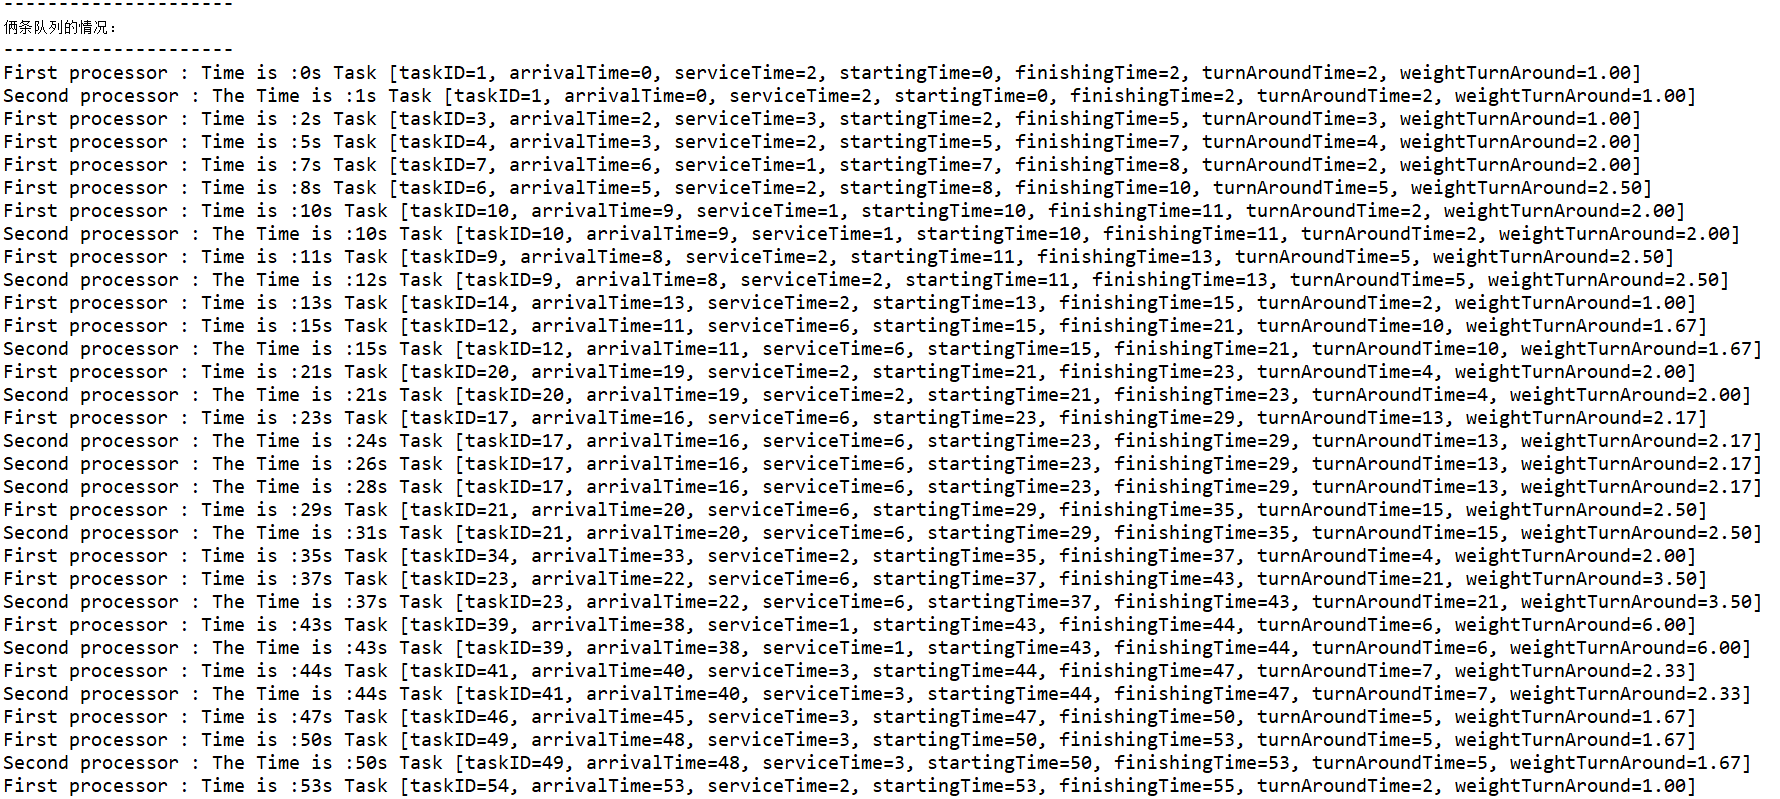 ---------------------
俩条队列的情况：
---------------------
First processor : Time is :0s Task [taskID=1, arrivalTime=0, serviceTime=2, startingTime=0, finishingTime=2, turnAroundTime=2, weightTurnAround=1.00]
Second processor : The Time is :1s Task [taskID=1, arrivalTime=0, serviceTime=2, startingTime=0, finishingTime=2, turnAroundTime=2, weightTurnAround=1.00]
First processor : Time is :2s Task [taskID=3, arrivalTime=2, serviceTime=3, startingTime=2, finishingTime=5, turnAroundTime=3, weightTurnAround=1.00]
First processor : Time is :5s Task [taskID=4, arrivalTime=3, serviceTime=2, startingTime=5, finishingTime=7, turnAroundTime=4, weightTurnAround=2.00]
First processor : Time is :7s Task [taskID=7, arrivalTime=6, serviceTime=1, startingTime=7, finishingTime=8, turnAroundTime=2, weightTurnAround=2.00]
First processor : Time is :8s Task [taskID=6, arrivalTime=5, serviceTime=2, startingTime=8, finishingTime=10, turnAroundTime=5, weightTurnAround=2.50]
First processor : Time is :10s Task [taskID=10, arrivalTime=9, serviceTime=1, startingTime=10, finishingTime=11, turnAroundTime=2, weightTurnAround=2.00]
Second processor : The Time is :10s Task [taskID=10, arrivalTime=9, serviceTime=1, startingTime=10, finishingTime=11, turnAroundTime=2, weightTurnAround=2.00]
First processor : Time is :11s Task [taskID=9, arrivalTime=8, serviceTime=2, startingTime=11, finishingTime=13, turnAroundTime=5, weightTurnAround=2.50]
Second processor : The Time is :12s Task [taskID=9, arrivalTime=8, serviceTime=2, startingTime=11, finishingTime=13, turnAroundTime=5, weightTurnAround=2.50]
First processor : Time is :13s Task [taskID=14, arrivalTime=13, serviceTime=2, startingTime=13, finishingTime=15, turnAroundTime=2, weightTurnAround=1.00]
First processor : Time is :15s Task [taskID=12, arrivalTime=11, serviceTime=6, startingTime=15, finishingTime=21, turnAroundTime=10, weightTurnAround=1.67]
Second processor : The Time is :15s Task [taskID=12, arrivalTime=11, serviceTime=6, startingTime=15, finishingTime=21, turnAroundTime=10, weightTurnAround=1.67]
First processor : Time is :21s Task [taskID=20, arrivalTime=19, serviceTime=2, startingTime=21, finishingTime=23, turnAroundTime=4, weightTurnAround=2.00]
Second processor : The Time is :21s Task [taskID=20, arrivalTime=19, serviceTime=2, startingTime=21, finishingTime=23, turnAroundTime=4, weightTurnAround=2.00]
First processor : Time is :23s Task [taskID=17, arrivalTime=16, serviceTime=6, startingTime=23, finishingTime=29, turnAroundTime=13, weightTurnAround=2.17]
Second processor : The Time is :24s Task [taskID=17, arrivalTime=16, serviceTime=6, startingTime=23, finishingTime=29, turnAroundTime=13, weightTurnAround=2.17]
Second processor : The Time is :26s Task [taskID=17, arrivalTime=16, serviceTime=6, startingTime=23, finishingTime=29, turnAroundTime=13, weightTurnAround=2.17]
Second processor : The Time is :28s Task [taskID=17, arrivalTime=16, serviceTime=6, startingTime=23, finishingTime=29, turnAroundTime=13, weightTurnAround=2.17]
First processor : Time is :29s Task [taskID=21, arrivalTime=20, serviceTime=6, startingTime=29, finishingTime=35, turnAroundTime=15, weightTurnAround=2.50]
Second processor : The Time is :31s Task [taskID=21, arrivalTime=20, serviceTime=6, startingTime=29, finishingTime=35, turnAroundTime=15, weightTurnAround=2.50]
First processor : Time is :35s Task [taskID=34, arrivalTime=33, serviceTime=2, startingTime=35, finishingTime=37, turnAroundTime=4, weightTurnAround=2.00]
First processor : Time is :37s Task [taskID=23, arrivalTime=22, serviceTime=6, startingTime=37, finishingTime=43, turnAroundTime=21, weightTurnAround=3.50]
Second processor : The Time is :37s Task [taskID=23, arrivalTime=22, serviceTime=6, startingTime=37, finishingTime=43, turnAroundTime=21, weightTurnAround=3.50]
First processor : Time is :43s Task [taskID=39, arrivalTime=38, serviceTime=1, startingTime=43, finishingTime=44, turnAroundTime=6, weightTurnAround=6.00]
Second processor : The Time is :43s Task [taskID=39, arrivalTime=38, serviceTime=1, startingTime=43, finishingTime=44, turnAroundTime=6, weightTurnAround=6.00]
First processor : Time is :44s Task [taskID=41, arrivalTime=40, serviceTime=3, startingTime=44, finishingTime=47, turnAroundTime=7, weightTurnAround=2.33]
Second processor : The Time is :44s Task [taskID=41, arrivalTime=40, serviceTime=3, startingTime=44, finishingTime=47, turnAroundTime=7, weightTurnAround=2.33]
First processor : Time is :47s Task [taskID=46, arrivalTime=45, serviceTime=3, startingTime=47, finishingTime=50, turnAroundTime=5, weightTurnAround=1.67]
First processor : Time is :50s Task [taskID=49, arrivalTime=48, serviceTime=3, startingTime=50, finishingTime=53, turnAroundTime=5, weightTurnAround=1.67]
Second processor : The Time is :50s Task [taskID=49, arrivalTime=48, serviceTime=3, startingTime=50, finishingTime=53, turnAroundTime=5, weightTurnAround=1.67]
First processor : Time is :53s Task [taskID=54, arrivalTime=53, serviceTime=2, startingTime=53, finishingTime=55, turnAroundTime=2, weightTurnAround=1.00]